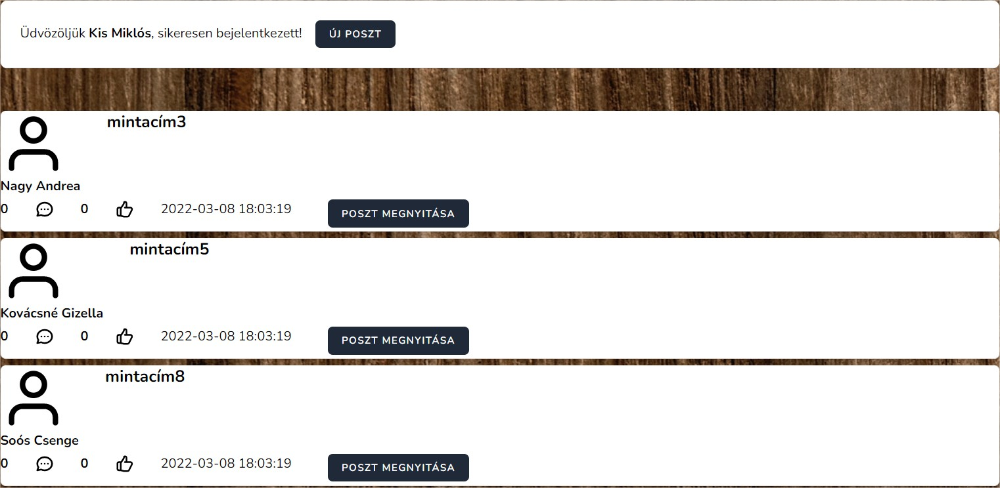 Üdvözöljük Kis Miklós, sikeresen bejelentkezett! ÚJ POSZT
mintacím3
Nagy Andrea
0 0 2022-03-08 18:03:19 POSZT MEGNYITÁSA
mintacím5
Kovácsné Gizella
0 0 2022-03-08 18:03:19 POSZT MEGNYITÁSA
mintacím8
Soós Csenge
0 0 2022-03-08 18:03:19 POSZT MEGNYITÁSA